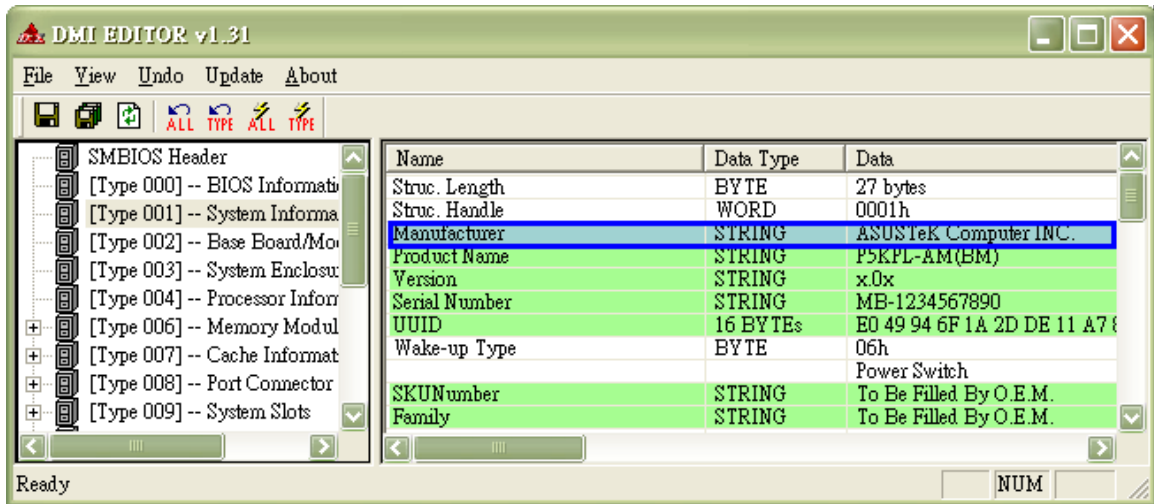 DMI EDITOR v1.31
File View Undo Update About
ALL TYPE ALL TYPE
SMBIOS Header
[Type 000] -- BIOS Informati
[Type 001] -- System Informa
[Type 002] -- Base Board/Mo
[Type 003] -- System Enclosu
[Type 004] -- Processor Inform
[Type 006] -- Memory Modul
[Type 007] -- Cache Informat
[Type 008] -- Port Connector
[Type 009] -- System Slots
Name Data Type Data
Struc. Length BYTE 27 bytes
Struc. Handle WORD 0001h
Manufacturer STRING ASUSTeK Computer INC.
Product Name STRING P5KPL-AM(BM)
Version STRING x.0x
Serial Number STRING MB-1234567890
UUID 16 BYTEs E0 49 94 6F 1A 2D DE 11 A7 8
Wake-up Type BYTE 06h
Power Switch
SKUNumber STRING To Be Filled By O.E.M.
Family STRING To Be Filled By O.E.M.
Ready NUM